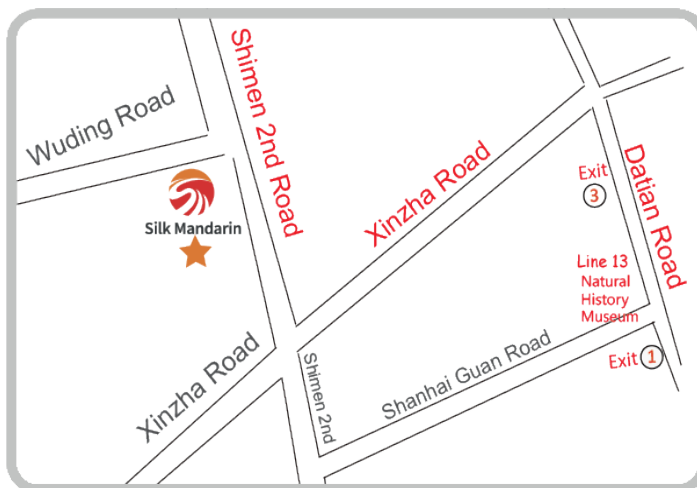 Wuding Road
Shimen 2nd Road
Silk Mandarin
Xinzha Road
Exit
3
Datian Road
Line 13
Natural
History
Museum
Exit 1
Xinzha Road
Shimen 2nd
Shanhai Guan Road